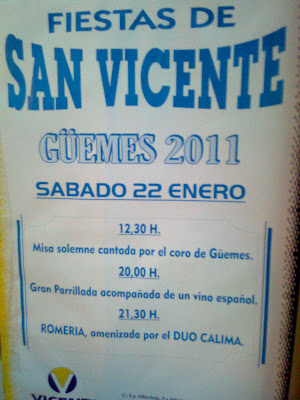 FIESTAS DE
SAN VICENTE
GÜEMES 2011
SABADO 22 ENERO
12,30 H.
Misa solemne cantada por el coro de Güemes.
20,00 H.
Gran Parrillada acompañada de un vino español.
21,30 H.
ROMERIA, amenizada por el DUO CALIMA.